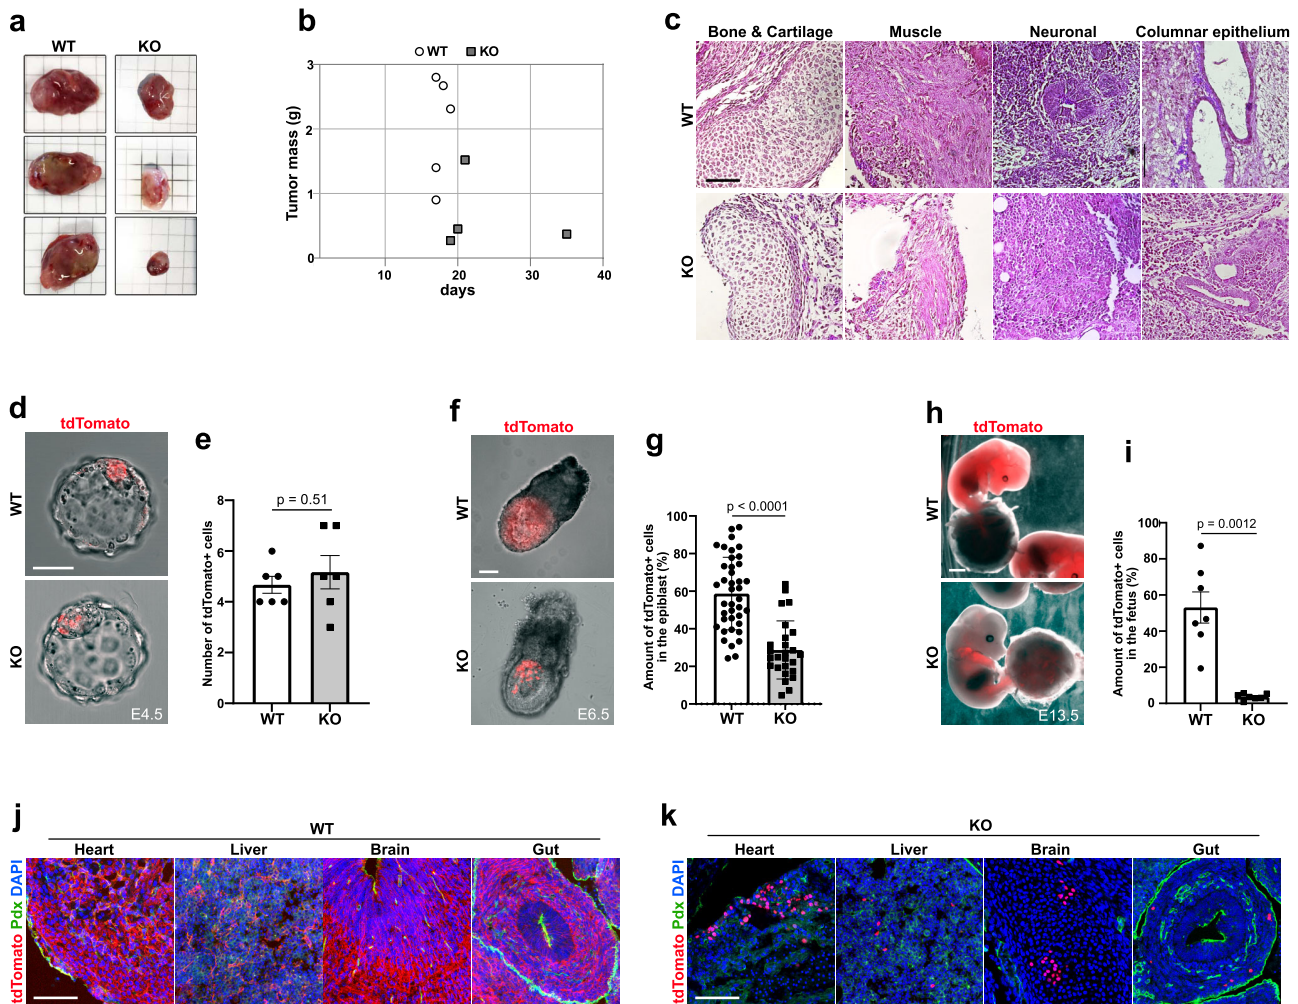 a
WT KO
b
WT KO
Tumor mass (g)
3
2
1
0
10 20 30 40
days
c
Bone & Cartilage Muscle Neuronal Columnar epithelium
WT
KO
d
tdTomato
WT
KO
E4.5
e
p = 0.51
Number of tdTomato+ cells
8
6
4
2
0
WT KO
f
tdTomato
WT
KO
E6.5
g
p < 0.0001
Amount of tdTomato+ cells
in the epiblast (%)
100
80
60
40
20
0
WT KO
h
tdTomato
WT
KO
E13.5
i
p = 0.0012
Amount of tdTomato+ cells
in the fetus (%)
100
80
60
40
20
0
WT KO
j
WT
Heart Liver Brain Gut
tdTomato Pdx DAPI
k
KO
Heart Liver Brain Gut
tdTomato Pdx DAPI